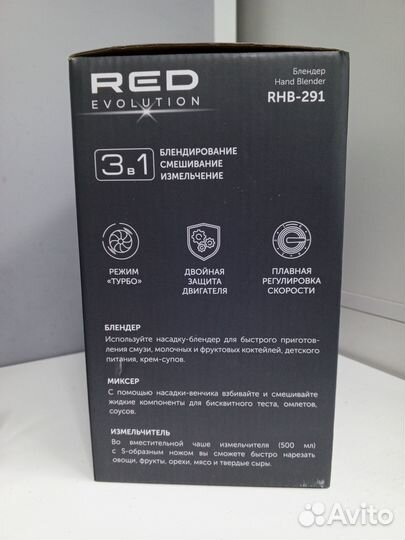 RED
EVOLUTION
Блендер
Hand Blender
RHB-291
3в1
БЛЕНДИРОВАНИЕ
СМЕШИВАНИЕ
ИЗМЕЛЬЧЕНИЕ
РЕЖИМ
«ТУРБО»
ДВОЙНАЯ
ЗАЩИТА
ДВИГАТЕЛЯ
ПЛАВНАЯ
РЕГУЛИРОВКА
СКОРОСТИ
БЛЕНДЕР
Используйте насадку-блендер для быстрого приготов-
ления смузи, молочных и фруктовых коктейлей, детского
питания, крем-супов.
МИКСЕР
С помощью насадки-венчика взбивайте и смешивайте
жидкие компоненты для бисквитного теста, омлетов,
соусов.
ИЗМЕЛЬЧИТЕЛЬ
Во вместительной чаше измельчителя (500 мл)
с S-образным ножом вы сможете быстро нарезать
овощи, фрукты, орехи, мясо и твердые сыры.
Avito